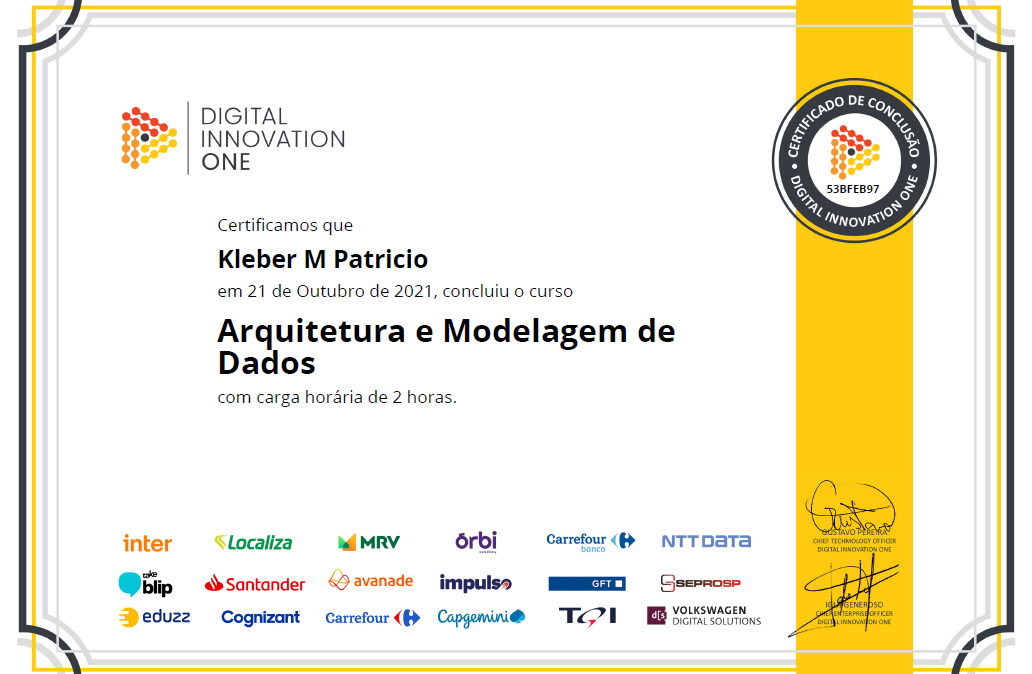 DIGITAL
INNOVATION
ONE
CERTIFICADO DE CONCLUSÃO
53BFEB97
DIGITAL INNOVATION ONE
Certificamos que
Kleber M Patricio
em 21 de Outubro de 2021, concluiu o curso
Arquitetura e Modelagem de
Dados
com carga horária de 2 horas.
GUSTAVO PEREIRA
CHIEF TECHNOLOGY OFFICER
DIGITAL INNOVATION ONE
inter Localiza MRV órbi academy Carrefour banco NTT DATA
take blip Santander avanade impulso GFT SEPROSP
IGLÁ GENEROSO
CHIEF ENTERPRISE OFFICER
DIGITAL INNOVATION ONE
eduzz Cognizant Carrefour Capgemini TQI d[s VOLKSWAGEN
DIGITAL SOLUTIONS